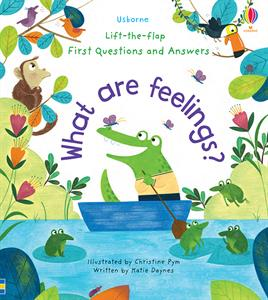 Usborne
Lift-the-flap
First Questions and Answers
What are feelings?
Illustrated by Christine Pym
Written by Katie Daynes